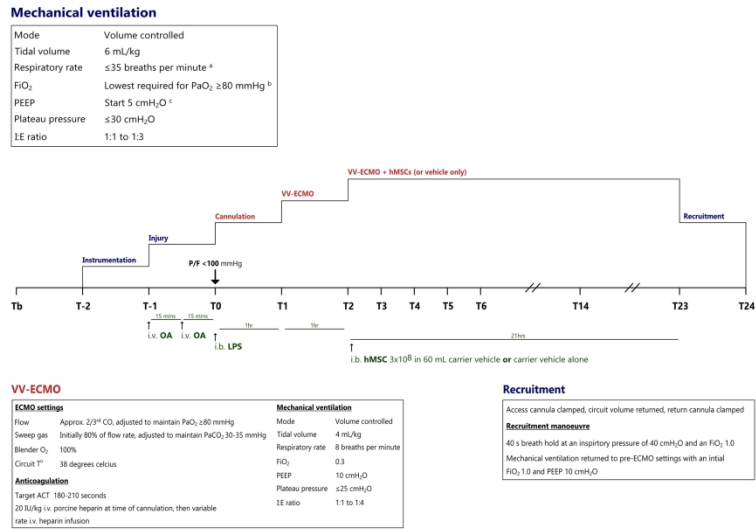 Mechanical ventilation
Mode Volume controlled
Tidal volume 6 mL/kg
Respiratory rate ≤35 breaths per minute ᵃ
FiO₂ Lowest required for PaO₂ ≥80 mmHg ᵇ
PEEP Start 5 cmH₂O ᶜ
Plateau pressure ≤30 cmH₂O
I:E ratio 1:1 to 1:3
VV-ECMO + hMSCs (or vehicle only)
VV-ECMO
Cannulation
Recruitment
Injury
Instrumentation
P/F <100 mmHg
Tb T-2 T-1 T0 T1 T2 T3 T4 T5 T6 T14 T23 T24
15 mins 15 mins 1hr 1hr 21hrs
i.v. OA i.v. OA
i.b. LPS
i.b. hMSC 3x10⁸ in 60 mL carrier vehicle or carrier vehicle alone
VV-ECMO
ECMO settings
Flow Approx. 2/3ʳᵈ CO, adjusted to maintain PaO₂ ≥80 mmHg
Sweep gas Initially 80% of flow rate, adjusted to maintain PaCO₂ 30-35 mmHg
Blender O₂ 100%
Circuit T° 38 degrees celcius
Anticoagulation
Target ACT 180-210 seconds
20 IU/kg i.v. porcine heparin at time of cannulation, then variable
rate i.v. heparin infusion
Mechanical ventilation
Mode Volume controlled
Tidal volume 4 mL/kg
Respiratory rate 8 breaths per minute
FiO₂ 0.3
PEEP 10 cmH₂O
Plateau pressure ≤25 cmH₂O
I:E ratio 1:1 to 1:4
Recruitment
Access cannula clamped, circuit volume returned, return cannula clamped
Recruitment manoeuvre
40 s breath hold at an inspirtory pressure of 40 cmH₂O and an FiO₂ 1.0
Mechanical ventilation returned to pre-ECMO settings with an intial
FiO₂ 1.0 and PEEP 10 cmH₂O